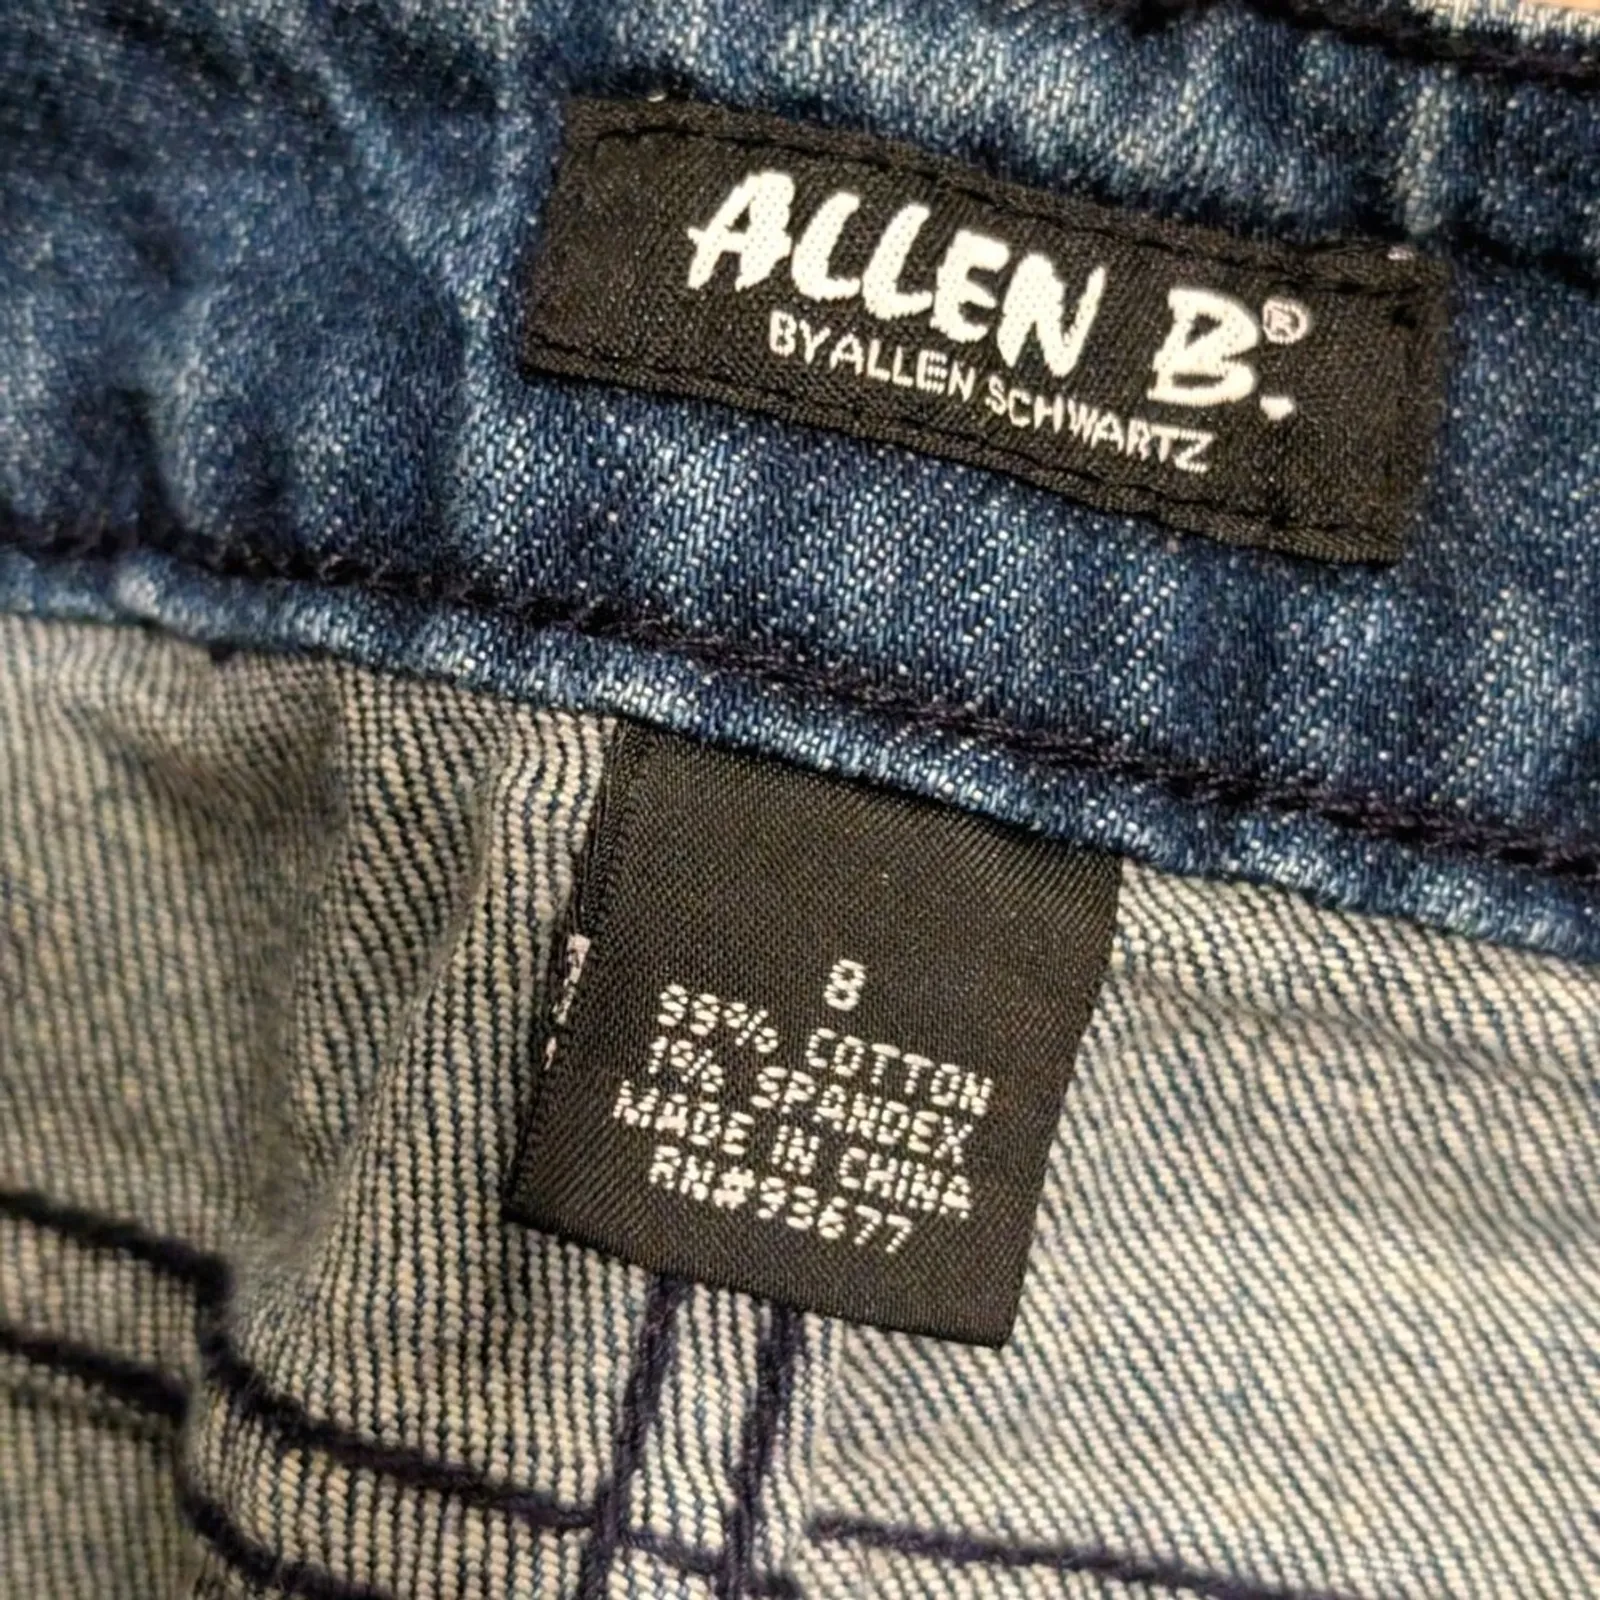 ALLEN B.®
BY ALLEN SCHWARTZ
8
99% COTTON
1% SPANDEX
MADE IN CHINA
RN#93677